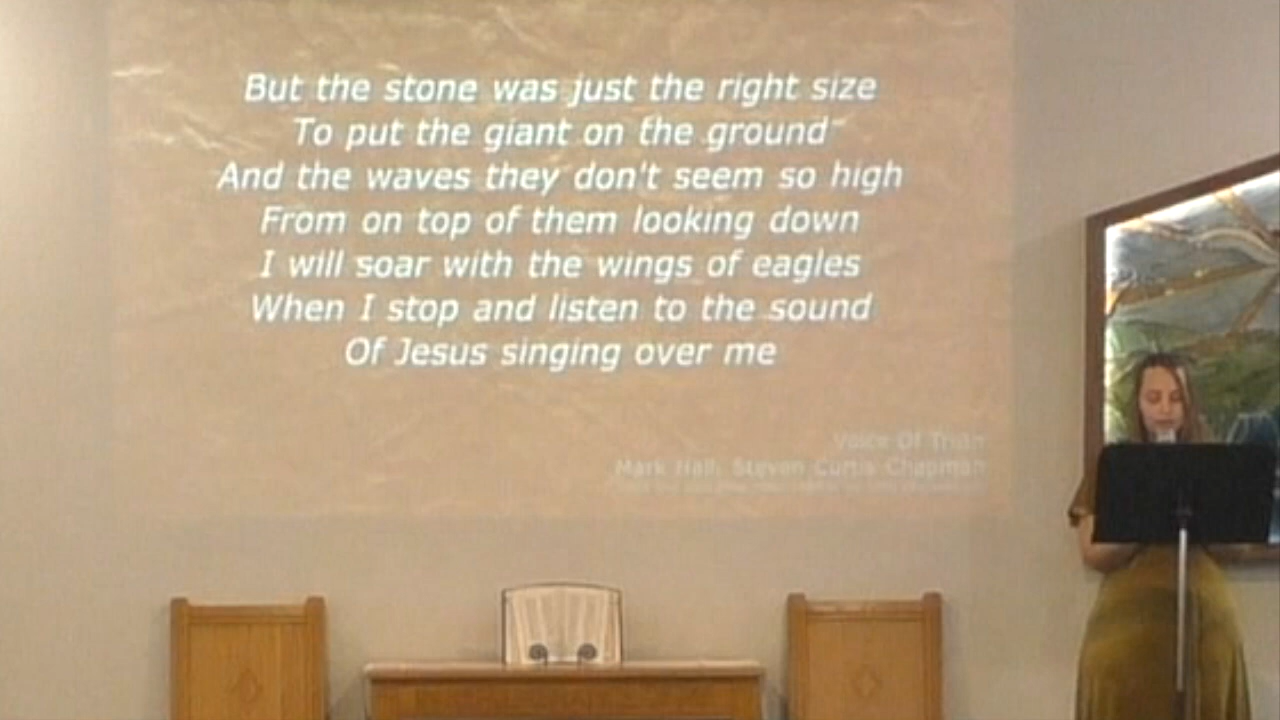 But the stone was just the right size
To put the giant on the ground
And the waves they don't seem so high
From on top of them looking down
I will soar with the wings of eagles
When I stop and listen to the sound
Of Jesus singing over me
Voice Of Truth
Mark Hall, Steven Curtis Chapman